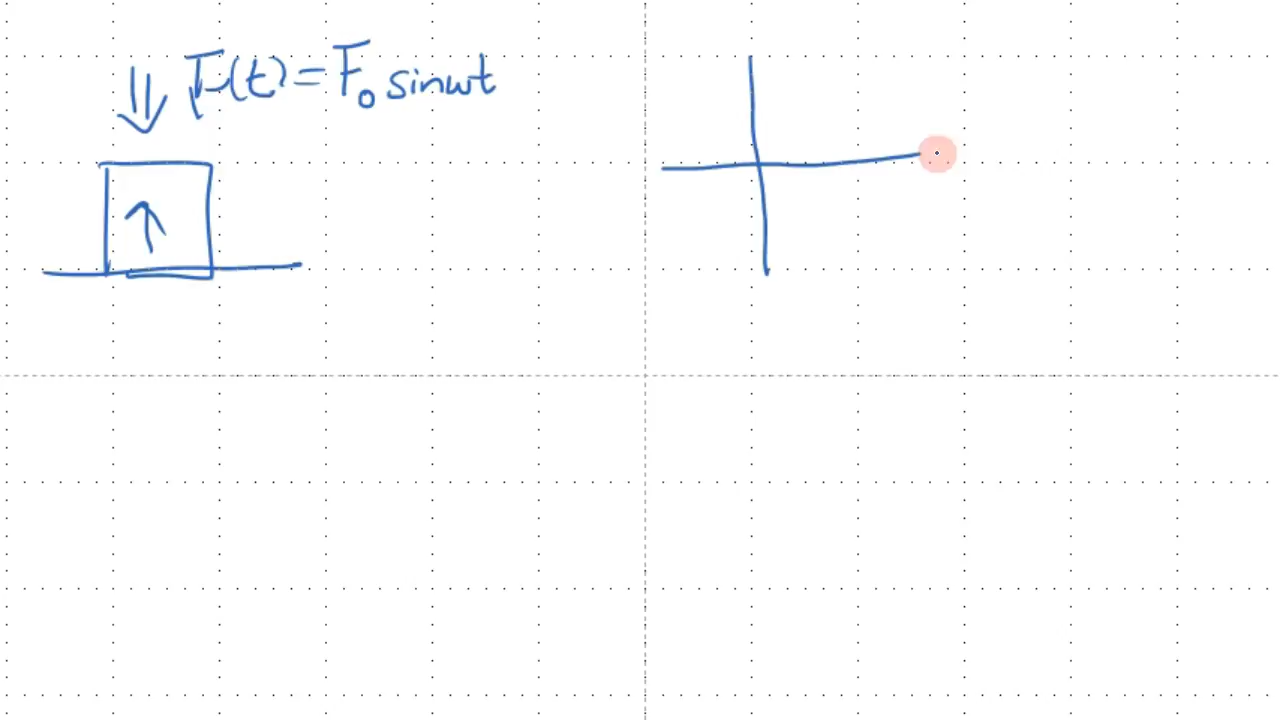 F(t) = F₀ sinωt